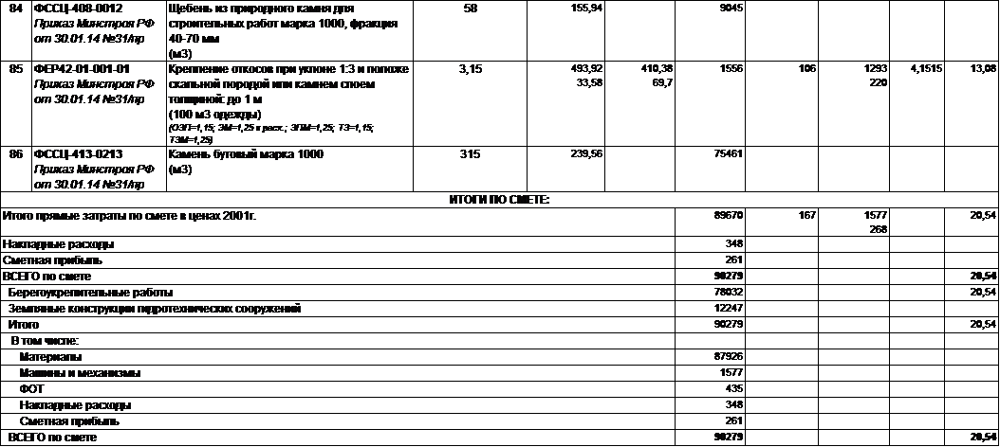 84 ФССЦ-408-0012 Щебень из природного камня для 58 155,94 9045
Приказ Минстроя РФ строительных работ марка 1000, фракция
от 30.01.14 №31/пр 40-70 мм
(м3)
85 ФЕР42-01-001-01 Крепление откосов при уклоне 1:3 и положе 3,15 493,92 410,38 1556 106 1293 4,1515 13,08
Приказ Минстроя РФ скальной породой или камнем слоем 33,58 69,7 220
от 30.01.14 №31/пр толщиной: до 1 м
(100 м3 одежды)
(ОЗП=1,15; ЭМ=1,25 к расх.; ЗПМ=1,25; ТЗ=1,15;
ТЗМ=1,25)
86 ФССЦ-413-0213 Камень бутовый марка 1000 315 239,56 75461
Приказ Минстроя РФ (м3)
от 30.01.14 №31/пр
ИТОГИ ПО СМЕТЕ:
Итого прямые затраты по смете в ценах 2001г. 89670 167 1577 20,54
268
Накладные расходы 348
Сметная прибыль 261
ВСЕГО по смете 90279 20,54
Берегоукрепительные работы 78032 20,54
Земляные конструкции гидротехнических сооружений 12247
Итого 90279 20,54
В том числе:
Материалы 87926
Машины и механизмы 1577
ФОТ 435
Накладные расходы 348
Сметная прибыль 261
ВСЕГО по смете 90279 20,54